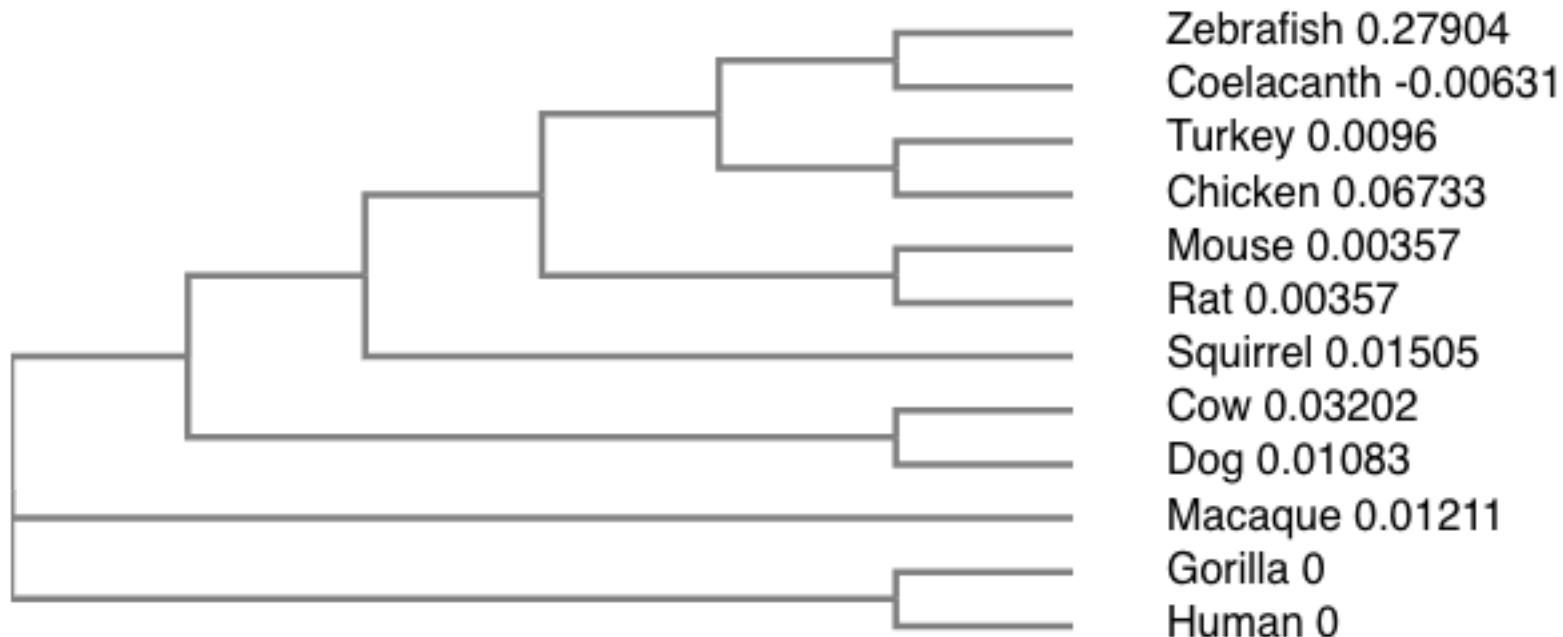 Zebrafish 0.27904
Coelacanth -0.00631
Turkey 0.0096
Chicken 0.06733
Mouse 0.00357
Rat 0.00357
Squirrel 0.01505
Cow 0.03202
Dog 0.01083
Macaque 0.01211
Gorilla 0
Human 0